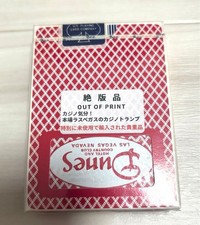 絶版品
OUT OF PRINT
カジノ気分！
本場ラスベガスのカジノトランプ
特別に未使用で輸入された貴重品
Dunes
HOTEL AND
COUNTRY CLUB
LAS VEGAS NEVADA